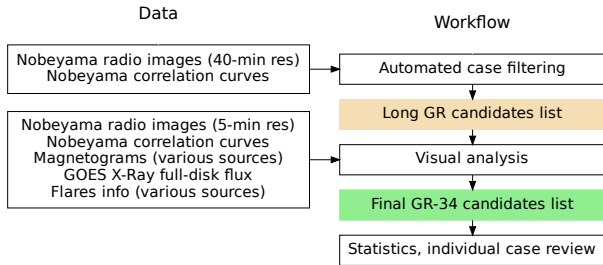 Data
Workflow
Nobeyama radio images (40-min res)
Nobeyama correlation curves
Automated case filtering
Long GR candidates list
Nobeyama radio images (5-min res)
Nobeyama correlation curves
Magnetograms (various sources)
GOES X-Ray full-disk flux
Flares info (various sources)
Visual analysis
Final GR-34 candidates list
Statistics, individual case review